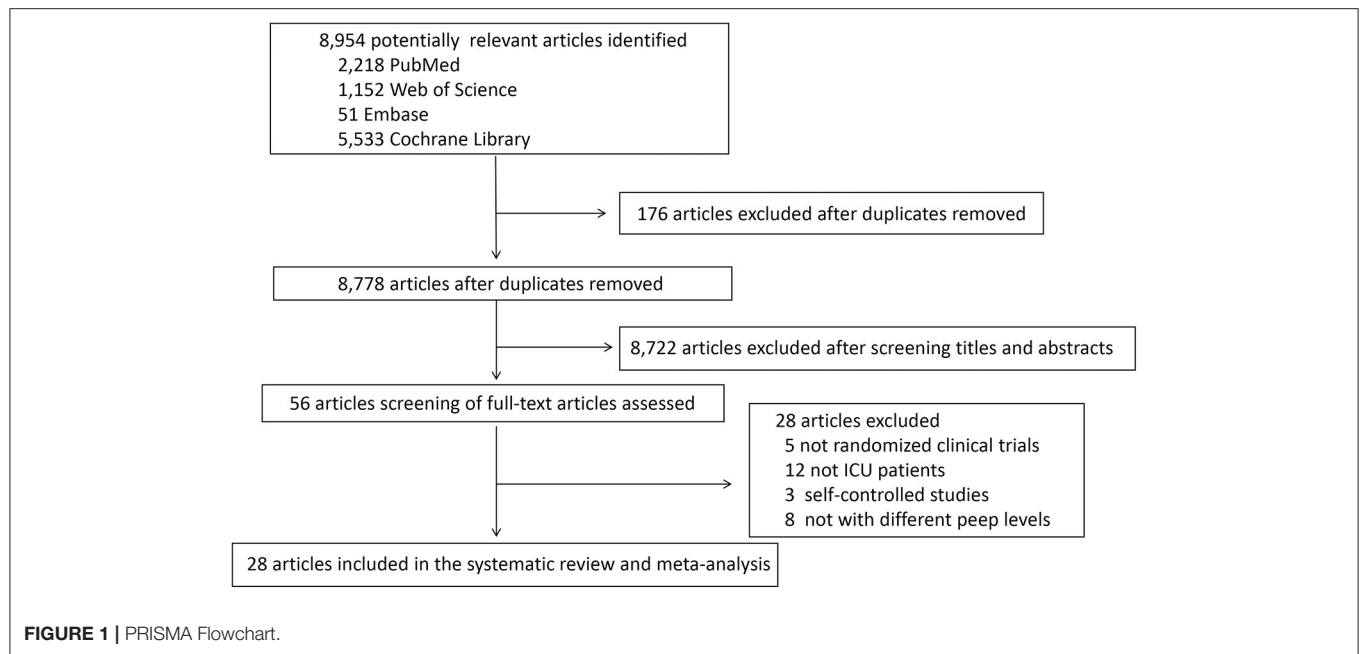 8,954 potentially relevant articles identified
2,218 PubMed
1,152 Web of Science
51 Embase
5,533 Cochrane Library
176 articles excluded after duplicates removed
8,778 articles after duplicates removed
8,722 articles excluded after screening titles and abstracts
56 articles screening of full-text articles assessed
28 articles excluded
5 not randomized clinical trials
12 not ICU patients
3 self-controlled studies
8 not with different peep levels
28 articles included in the systematic review and meta-analysis
FIGURE 1 | PRISMA Flowchart.